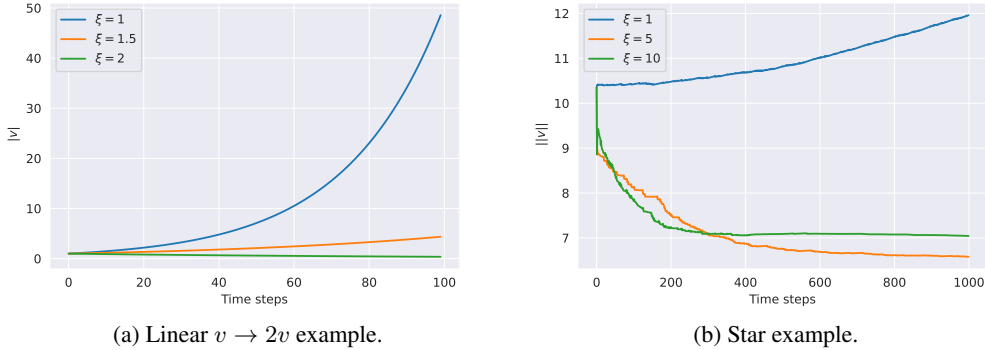 50
40
30
20
10
0
|v|
ξ = 1
ξ = 1.5
ξ = 2
0 20 40 60 80 100
Time steps
(a) Linear v → 2v example.
12
11
10
9
8
7
||v||
ξ = 1
ξ = 5
ξ = 10
0 200 400 600 800 1000
Time steps
(b) Star example.